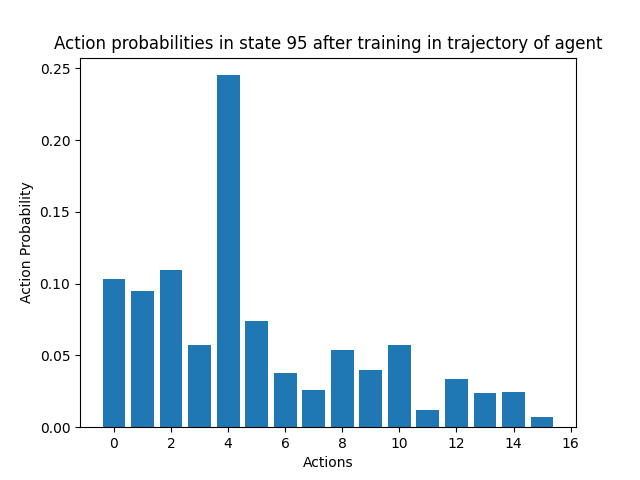 Action probabilities in state 95 after training in trajectory of agent
0.25
0.20
0.15
0.10
0.05
0.00
Action Probability
0 2 4 6 8 10 12 14 16
Actions